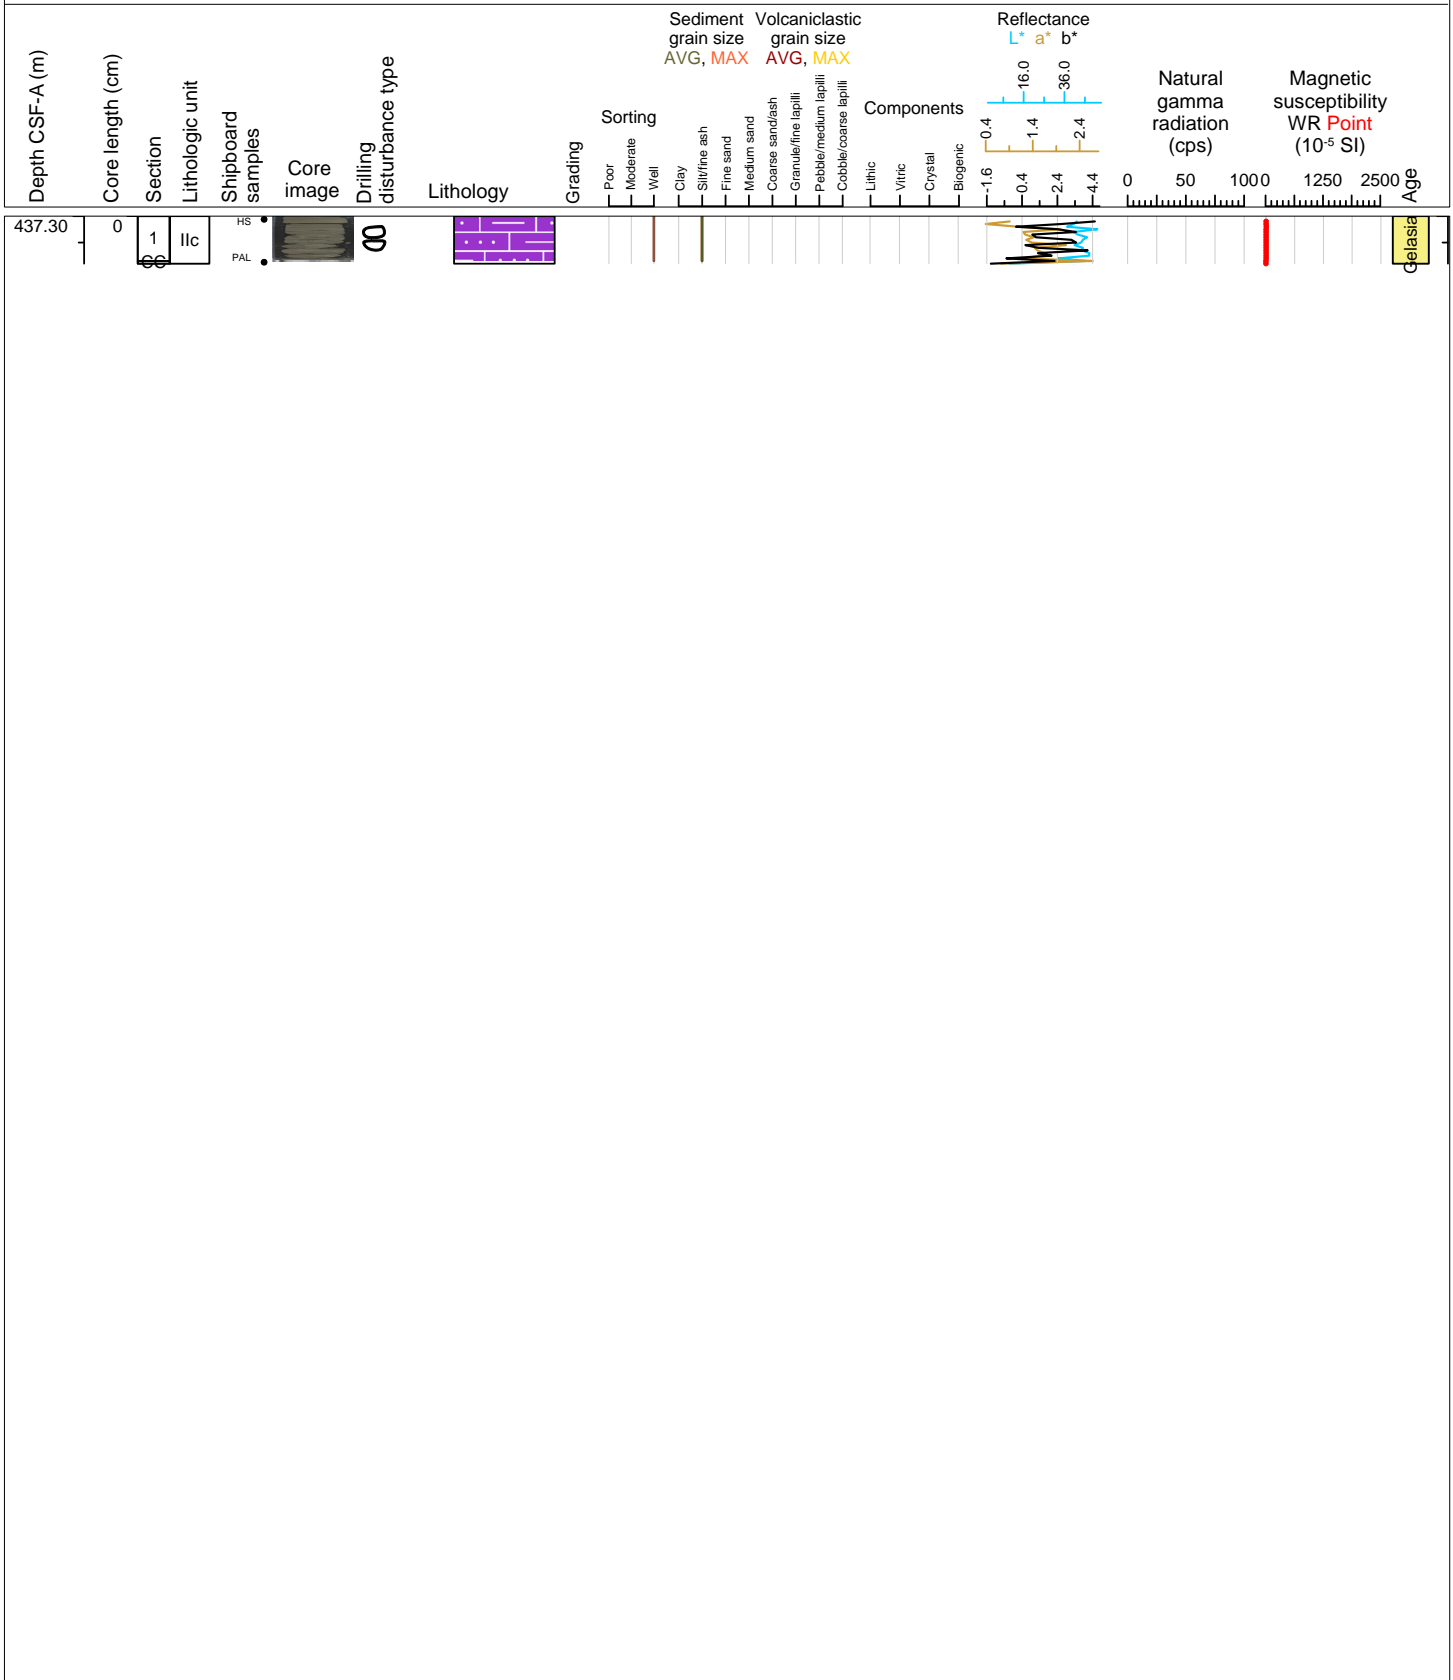 Depth CSF-A (m)
Core length (cm)
Section
Lithologic unit
Shipboard
samples
Core
image
Drilling
disturbance type
Lithology
Grading
Sorting
Poor
Moderate
Well
Sediment
grain size
AVG, MAX
Volcaniclastic
grain size
AVG, MAX
Clay
Silt/fine ash
Fine sand
Medium sand
Coarse sand/ash
Granule/fine lapilli
Pebble/medium lapilli
Cobble/coarse lapilli
Components
Lithic
Vitric
Crystal
Biogenic
Reflectance
L* a* b*
16.0 36.0
0.4 1.4 2.4
-1.6 0.4 2.4 4.4
Natural
gamma
radiation
(cps)
0 50 100
Magnetic
susceptibility
WR Point
(10-5 SI)
0 1250 2500
Age
437.30 0 1 IIc HS
CC PAL
Gelasia